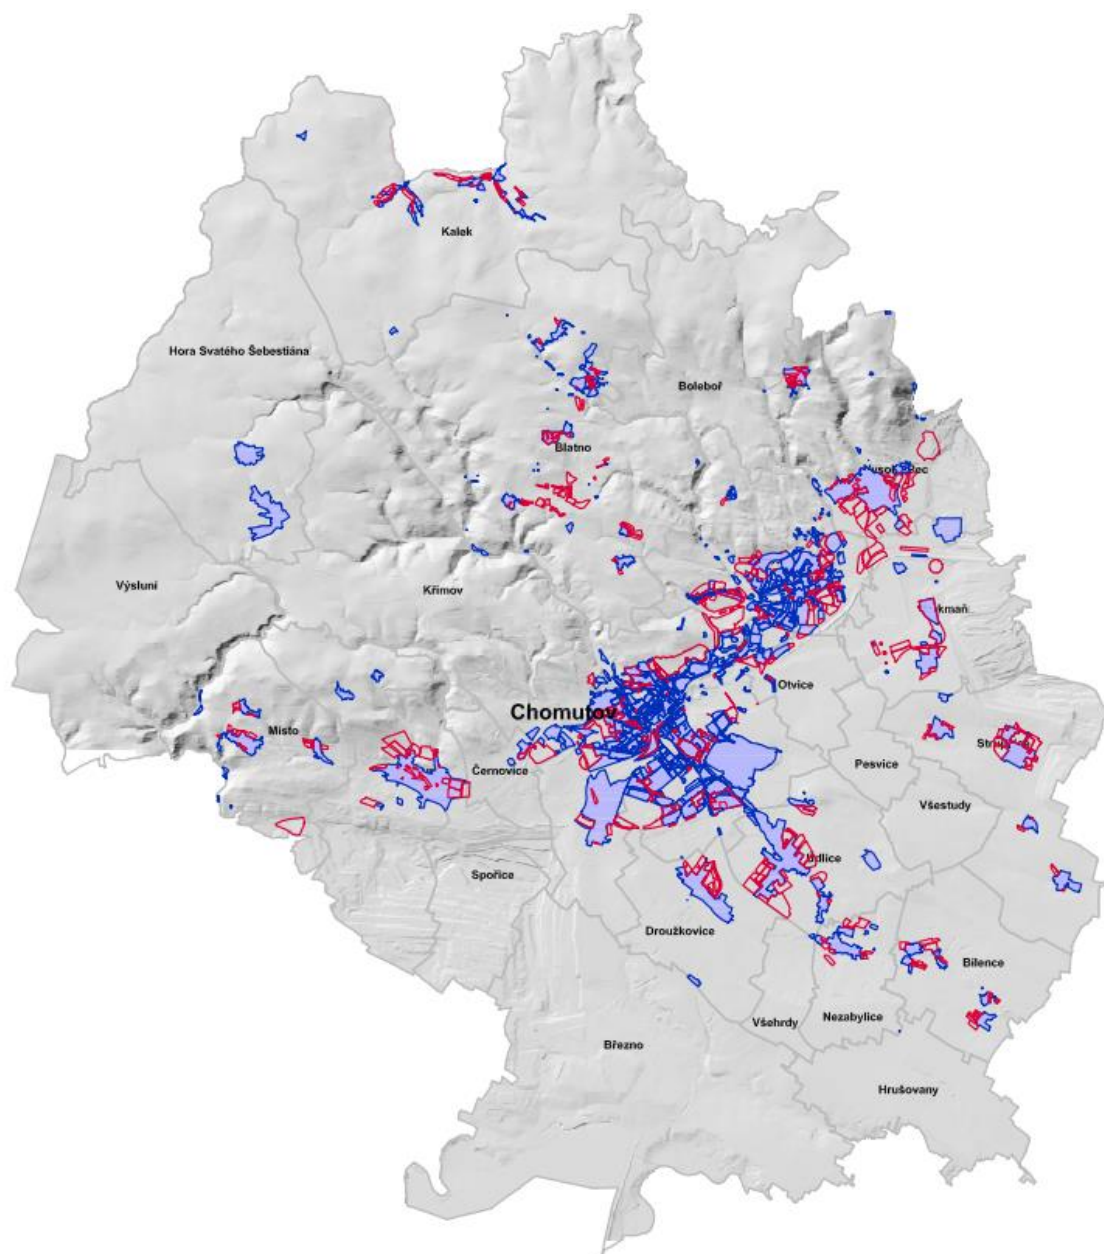 Kalek
Hora Svatého Šebestiána
Boleboř
Blatno
Výsluní
Křimov
Otvice
Chomutov
Místo
Černovice
Pesvice
Všestudy
Údlice
Spořice
Droužkovice
Bílence
Všehrdy
Nezabylice
Březno
Hrušovany